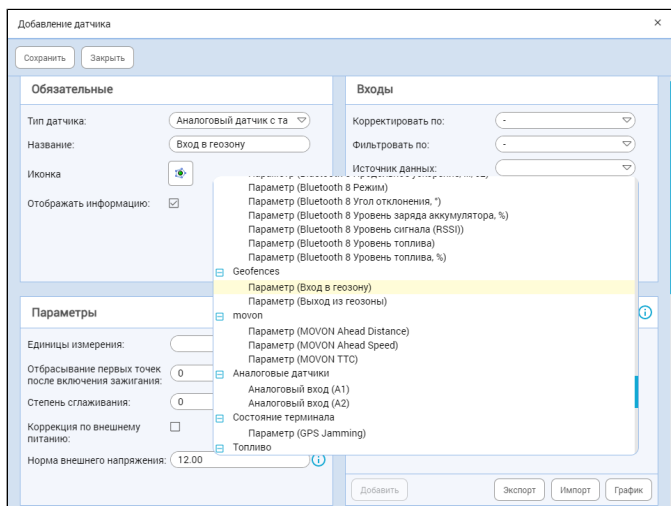 Добавление датчика
Сохранить
Закрыть
Обязательные
Тип датчика:
Аналоговый датчик с та
Название:
Вход в геозону
Иконка
Отображать информацию:
Входы
Корректировать по:
-
Фильтровать по:
-
Источник данных:
Параметр (Bluetooth 8 Режим)
Параметр (Bluetooth 8 Угол отклонения, °)
Параметр (Bluetooth 8 Уровень заряда аккумулятора, %)
Параметр (Bluetooth 8 Уровень сигнала (RSSI))
Параметр (Bluetooth 8 Уровень топлива)
Параметр (Bluetooth 8 Уровень топлива, %)
Geofences
Параметр (Вход в геозону)
Параметр (Выход из геозоны)
movon
Параметр (MOVON Ahead Distance)
Параметр (MOVON Ahead Speed)
Параметр (MOVON TTC)
Аналоговые датчики
Аналоговый вход (A1)
Аналоговый вход (A2)
Состояние терминала
Параметр (GPS Jamming)
Топливо
Параметры
Единицы измерения:
Отбрасывание первых точек
после включения зажигания:
0
Степень сглаживания:
0
Коррекция по внешнему
питанию:
Норма внешнего напряжения:
12.00
Добавить
Экспорт
Импорт
График